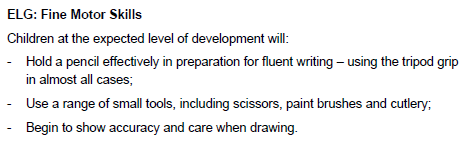 ELG: Fine Motor Skills
Children at the expected level of development will:
- Hold a pencil effectively in preparation for fluent writing – using the tripod grip
in almost all cases;
- Use a range of small tools, including scissors, paint brushes and cutlery;
- Begin to show accuracy and care when drawing.